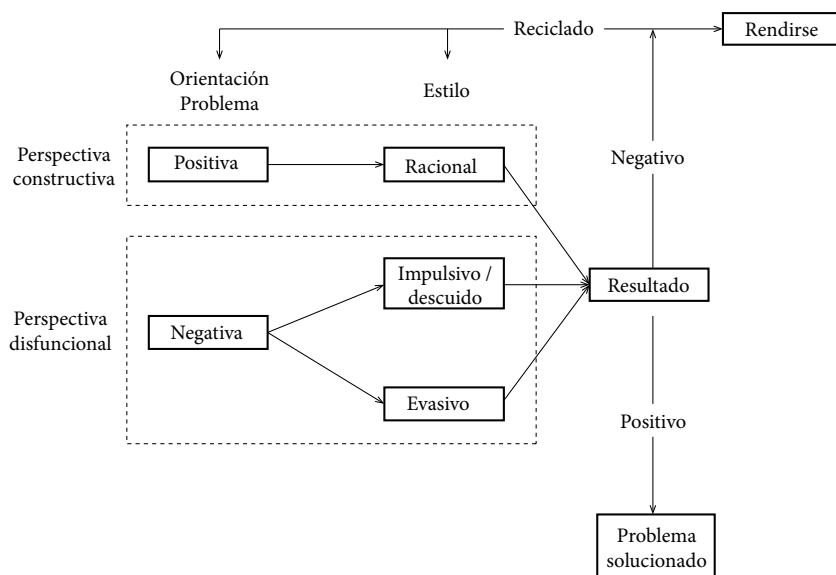 Reciclado
Rendirse
Orientación
Problema
Estilo
Perspectiva
constructiva
Positiva
Racional
Negativo
Perspectiva
disfuncional
Negativa
Impulsivo /
descuido
Resultado
Evasivo
Positivo
Problema
solucionado